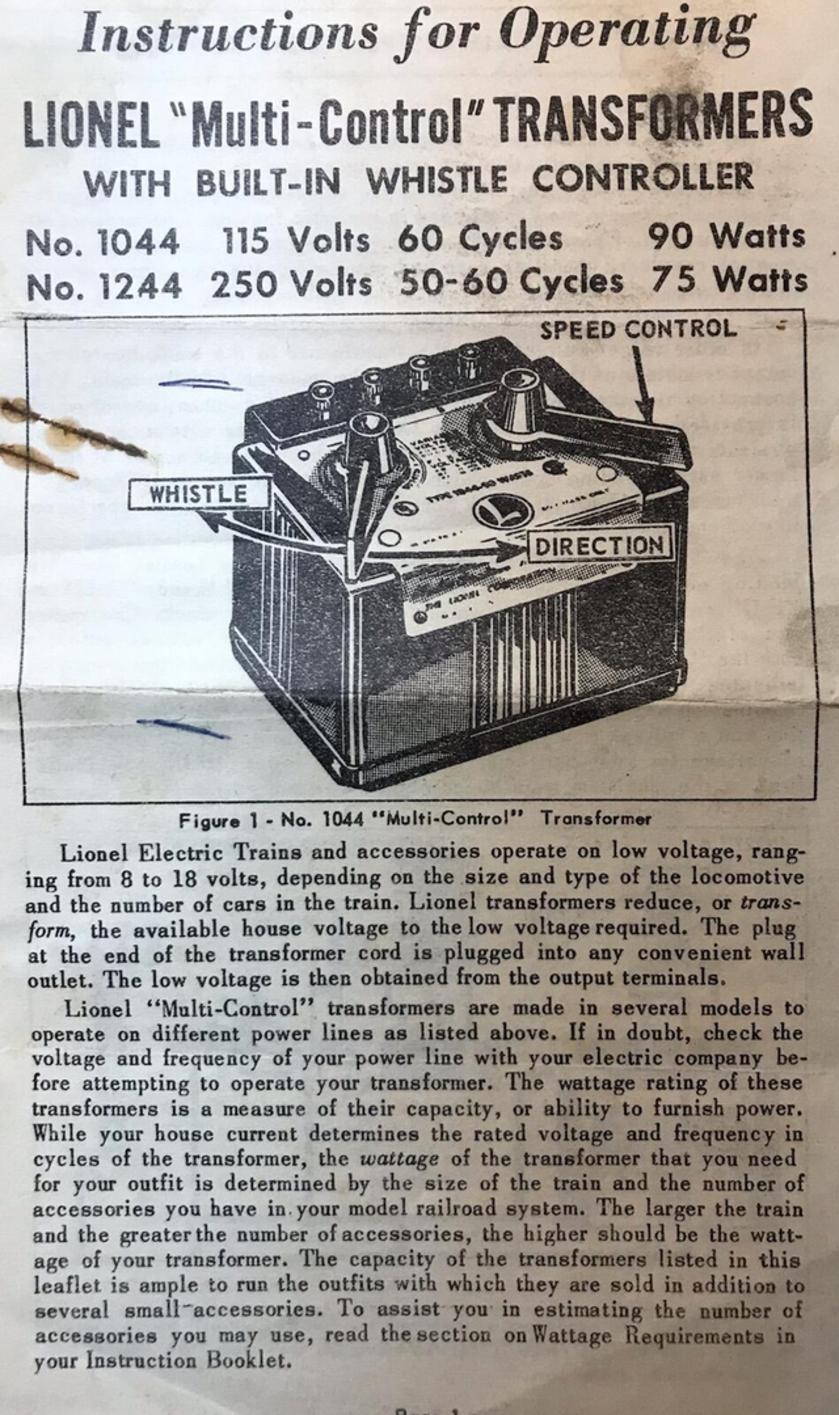 Instructions for Operating
LIONEL "Multi-Control" TRANSFORMERS
WITH BUILT-IN WHISTLE CONTROLLER
No. 1044 115 Volts 60 Cycles 90 Watts
No. 1244 250 Volts 50-60 Cycles 75 Watts
SPEED CONTROL
WHISTLE
DIRECTION
TYPE 1044-90 WATTS
THE LIONEL CORPORATION
Figure 1 - No. 1044 "Multi-Control" Transformer
Lionel Electric Trains and accessories operate on low voltage, rang-
ing from 8 to 18 volts, depending on the size and type of the locomotive
and the number of cars in the train. Lionel transformers reduce, or trans-
form, the available house voltage to the low voltage required. The plug
at the end of the transformer cord is plugged into any convenient wall
outlet. The low voltage is then obtained from the output terminals.
Lionel "Multi-Control" transformers are made in several models to
operate on different power lines as listed above. If in doubt, check the
voltage and frequency of your power line with your electric company be-
fore attempting to operate your transformer. The wattage rating of these
transformers is a measure of their capacity, or ability to furnish power.
While your house current determines the rated voltage and frequency in
cycles of the transformer, the wattage of the transformer that you need
for your outfit is determined by the size of the train and the number of
accessories you have in your model railroad system. The larger the train
and the greater the number of accessories, the higher should be the watt-
age of your transformer. The capacity of the transformers listed in this
leaflet is ample to run the outfits with which they are sold in addition to
several small accessories. To assist you in estimating the number of
accessories you may use, read the section on Wattage Requirements in
your Instruction Booklet.
Page 1